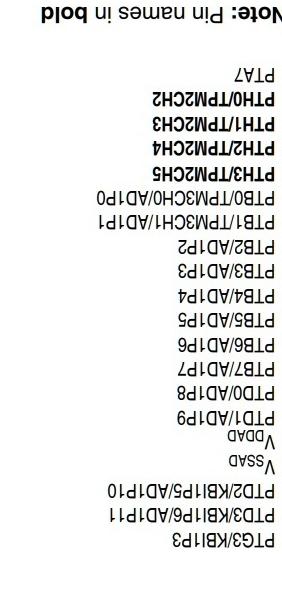 PTG3/KBI1P3
PTD3/KBI1P6/AD1P11
PTD2/KBI1P5/AD1P10
VSSAD
VDDAD
PTD1/AD1P9
PTD0/AD1P8
PTB7/AD1P7
PTB6/AD1P6
PTB5/AD1P5
PTB4/AD1P4
PTB3/AD1P3
PTB2/AD1P2
PTB1/TPM3CH1/AD1P1
PTB0/TPM3CH0/AD1P0
PTH3/TPM2CH5
PTH2/TPM2CH4
PTH1/TPM2CH3
PTH0/TPM2CH2
PTA7
Note: Pin names in bold